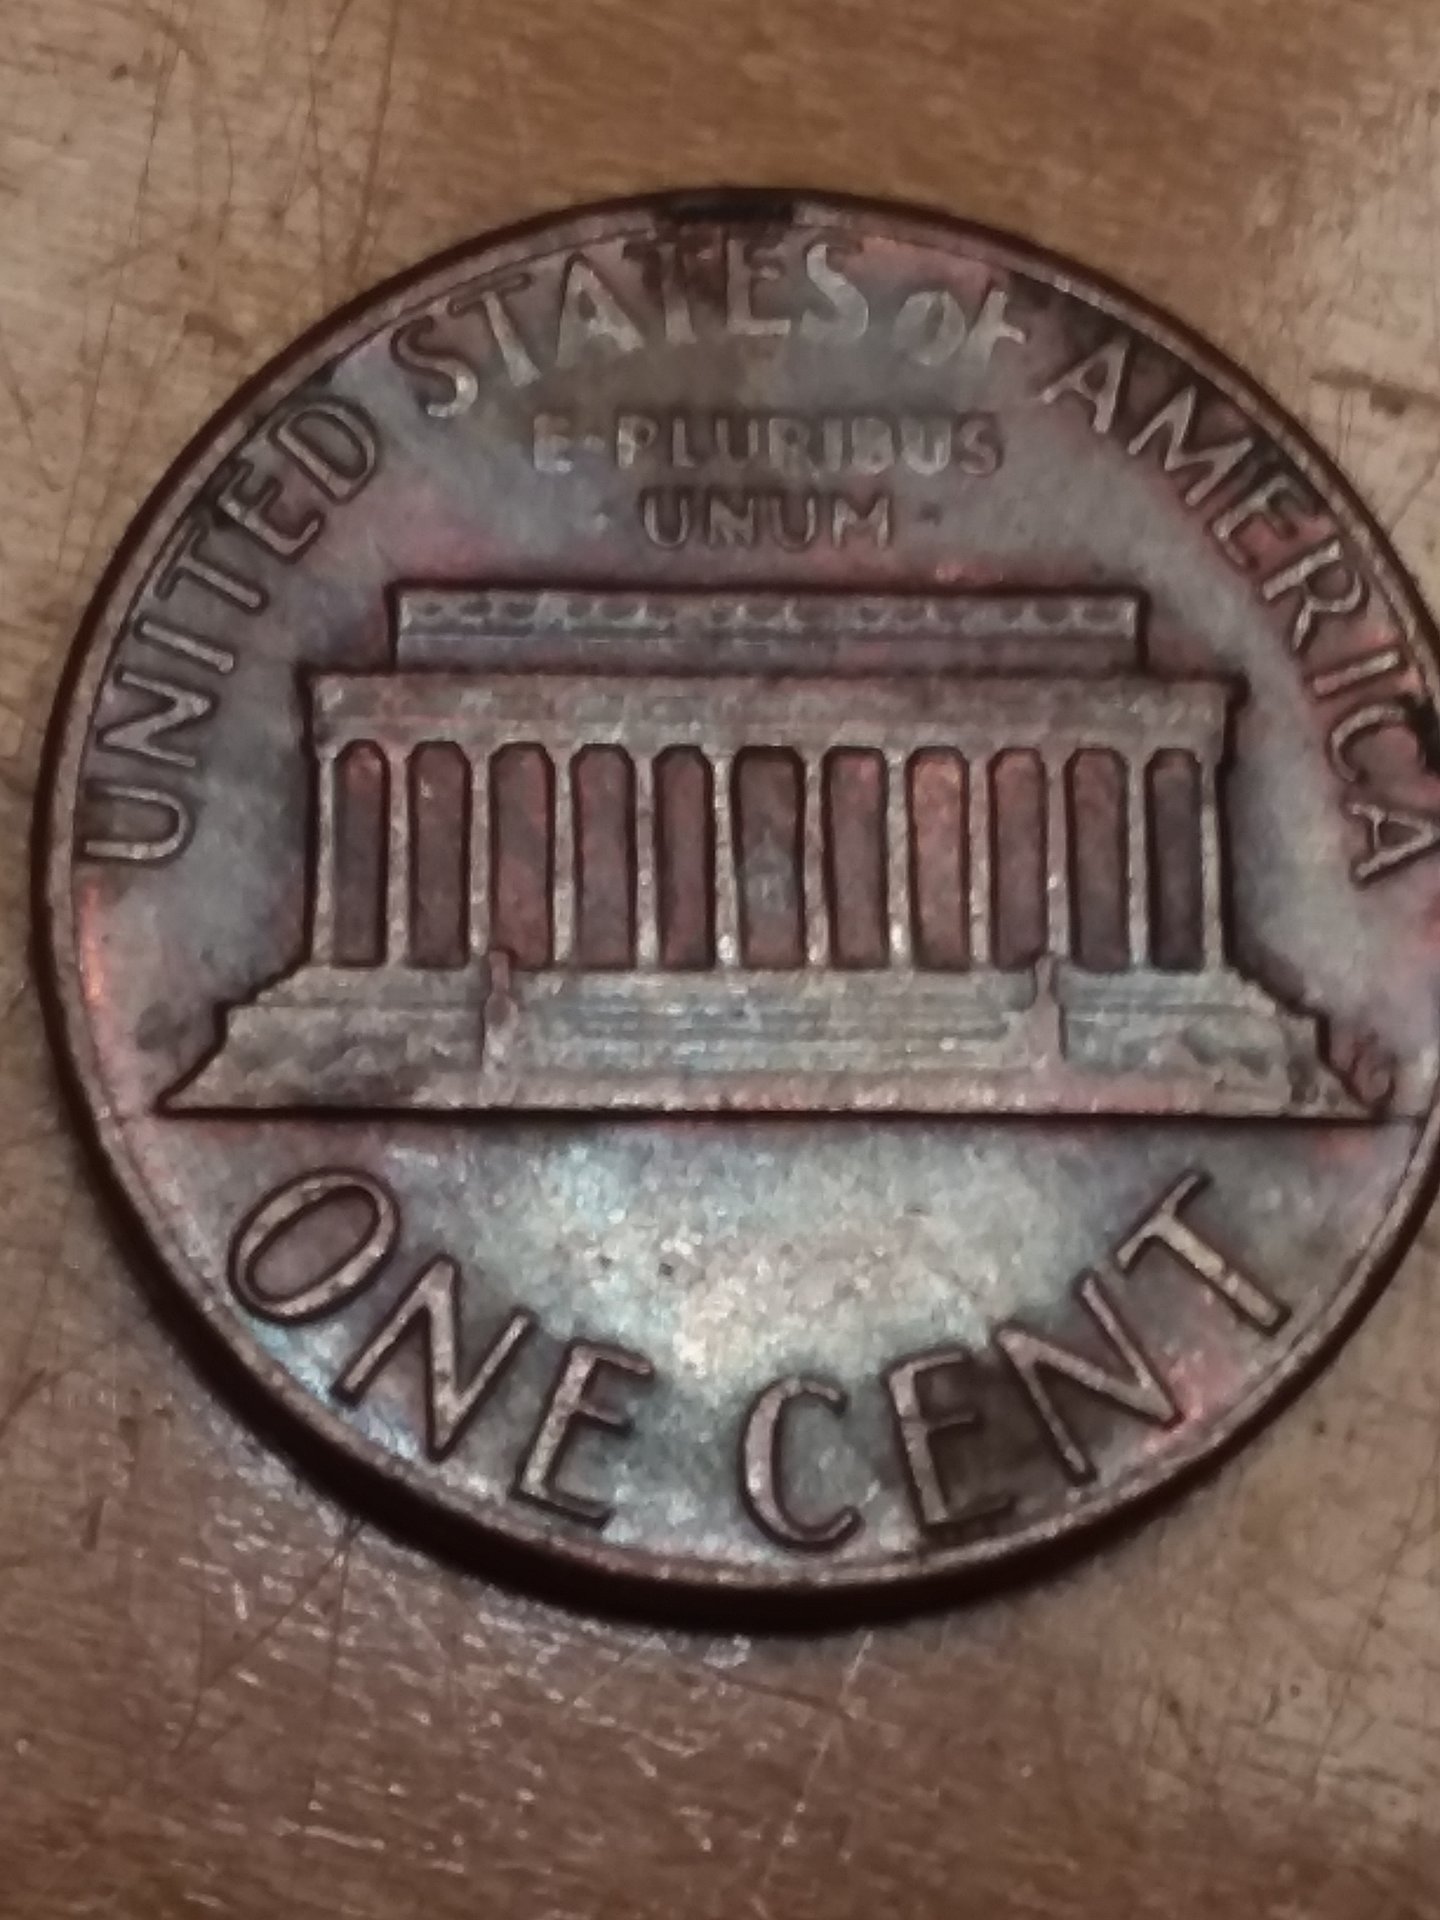 UNITED STATES of AMERICA
E·PLURIBUS
UNUM
ONE CENT